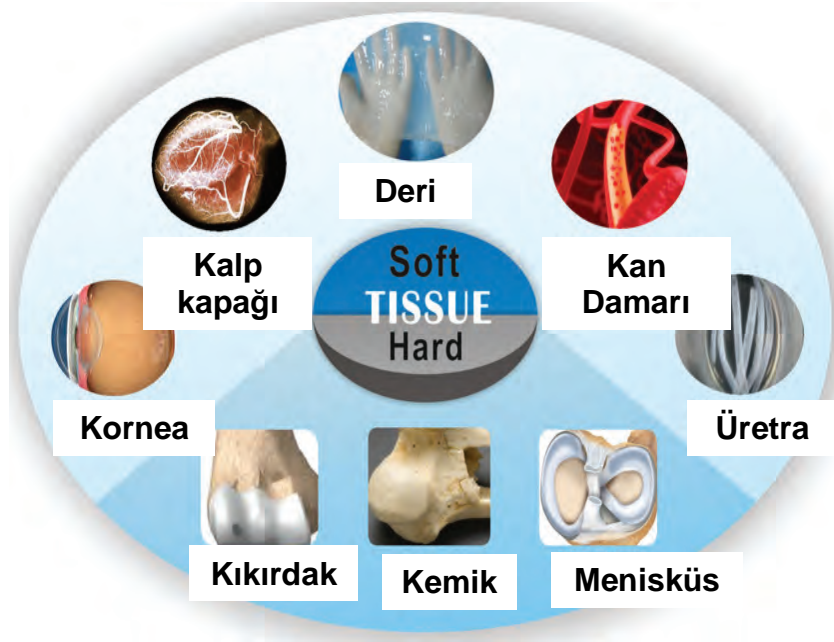 Deri
Kalp
kapağı
Soft
TISSUE
Hard
Kan
Damarı
Kornea
Üretra
Kıkırdak
Kemik
Menisküs